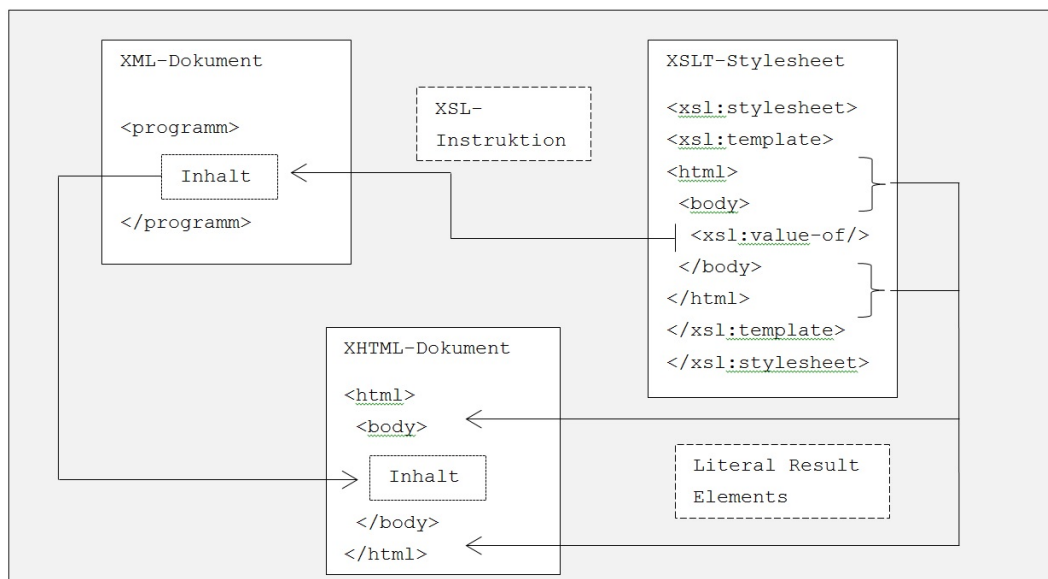 XML-Dokument
<programm>
Inhalt
</programm>
XSL-
Instruktion
XSLT-Stylesheet
<xsl:stylesheet>
<xsl:template>
<html>
<body>
<xsl:value-of/>
</body>
</html>
</xsl:template>
</xsl:stylesheet>
XHTML-Dokument
<html>
<body>
Inhalt
</body>
</html>
Literal Result
Elements